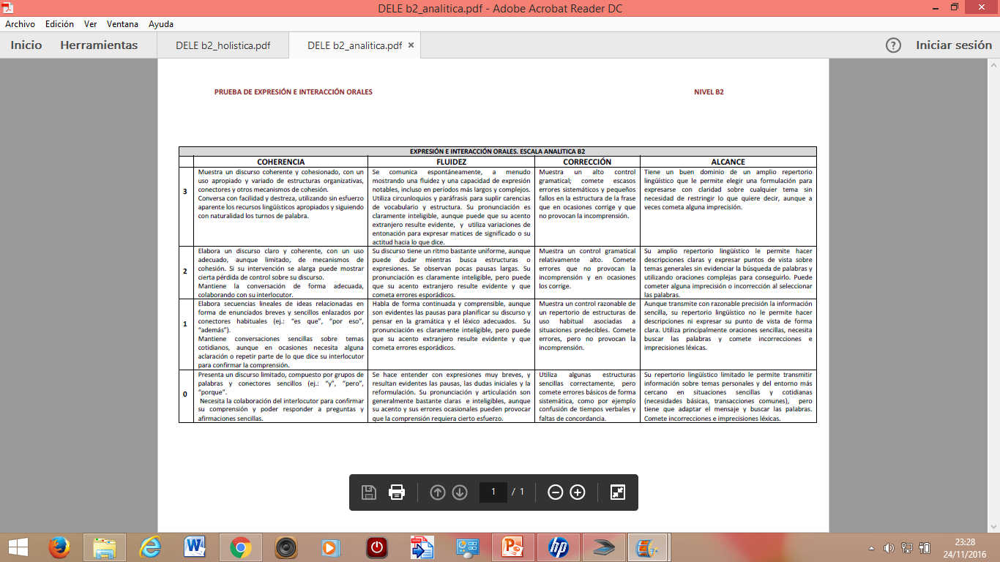 DELE b2_analitica.pdf - Adobe Acrobat Reader DC
Archivo Edición Ver Ventana Ayuda
Inicio Herramientas DELE b2_holistica.pdf DELE b2_analitica.pdf × ? Iniciar sesión
PRUEBA DE EXPRESIÓN E INTERACCIÓN ORALES NIVEL B2
EXPRESIÓN E INTERACCIÓN ORALES. ESCALA ANALITICA B2
COHERENCIA FLUIDEZ CORRECCIÓN ALCANCE
3
Muestra un discurso coherente y cohesionado, con un
uso apropiado y variado de estructuras organizativas,
conectores y otros mecanismos de cohesión.
Conversa con facilidad y destreza, utilizando sin esfuerzo
aparente los recursos lingüísticos apropiados y siguiendo
con naturalidad los turnos de palabra.
Se comunica espontáneamente, a menudo
mostrando una fluidez y una capacidad de expresión
notables, incluso en períodos más largos y complejos.
Utiliza circunloquios y paráfrasis para suplir carencias
de vocabulario y estructura. Su pronunciación es
claramente inteligible, aunque puede que su acento
extranjero resulte evidente, y utiliza variaciones de
entonación para expresar matices de significado o su
actitud hacia lo que dice.
Muestra un alto control
gramatical; comete escasos
errores sistemáticos y pequeños
fallos en la estructura de la frase
que en ocasiones corrige y que
no provocan la incomprensión.
Tiene un buen dominio de un amplio repertorio
lingüístico que le permite elegir una formulación para
expresarse con claridad sobre cualquier tema sin
necesidad de restringir lo que quiere decir, aunque a
veces cometa alguna imprecisión.
2
Elabora un discurso claro y coherente, con un uso
adecuado, aunque limitado, de mecanismos de
cohesión. Si su intervención se alarga puede mostrar
cierta pérdida de control sobre su discurso.
Mantiene la conversación de forma adecuada,
colaborando con su interlocutor.
Su discurso tiene un ritmo bastante uniforme, aunque
puede dudar mientras busca estructuras o
expresiones. Se observan pocas pausas largas. Su
pronunciación es claramente inteligible, pero puede
que su acento extranjero resulte evidente y que
cometa errores esporádicos.
Muestra un control gramatical
relativamente alto. Comete
errores que no provocan la
incomprensión y en ocasiones
los corrige.
Su amplio repertorio lingüístico le permite hacer
descripciones claras y expresar puntos de vista sobre
temas generales sin evidenciar la búsqueda de palabras y
utilizando oraciones complejas para conseguirlo. Puede
cometer alguna imprecisión o incorrección al seleccionar
las palabras.
1
Elabora secuencias lineales de ideas relacionadas en
forma de enunciados breves y sencillos enlazados por
conectores habituales (ej.: “es que”, “por eso”,
“además”).
Mantiene conversaciones sencillas sobre temas
cotidianos, aunque en ocasiones necesita alguna
aclaración o repetir parte de lo que dice su interlocutor
para confirmar la comprensión.
Habla de forma continuada y comprensible, aunque
son evidentes las pausas para planificar su discurso y
pensar en la gramática y el léxico adecuados. Su
pronunciación es claramente inteligible, pero puede
que su acento extranjero resulte evidente y que
cometa errores esporádicos.
Muestra un control razonable de
un repertorio de estructuras de
uso habitual asociadas a
situaciones predecibles. Comete
errores, pero no provocan la
incomprensión.
Aunque transmite con razonable precisión la información
sencilla, su repertorio lingüístico no le permite hacer
descripciones ni expresar su punto de vista de forma
clara. Utiliza principalmente oraciones sencillas, necesita
buscar las palabras y comete incorrecciones e
imprecisiones léxicas.
0
Presenta un discurso limitado, compuesto por grupos de
palabras y conectores sencillos (ej.: “y”, “pero”,
“porque”.
Necesita la colaboración del interlocutor para confirmar
su comprensión y poder responder a preguntas y
afirmaciones sencillas.
Se hace entender con expresiones muy breves, y
resultan evidentes las pausas, las dudas iniciales y la
reformulación. Su pronunciación y articulación son
generalmente bastante claras e inteligibles, aunque
su acento y sus errores ocasionales pueden provocar
que la comprensión requiera cierto esfuerzo.
Utiliza algunas estructuras
sencillas correctamente, pero
comete errores básicos de forma
sistemática, como por ejemplo
confusión de tiempos verbales y
faltas de concordancia.
Su repertorio lingüístico limitado le permite transmitir
información sobre temas personales y del entorno más
cercano en situaciones sencillas y cotidianas
(necesidades básicas, transacciones comunes), pero
tiene que adaptar el mensaje y buscar las palabras.
Comete incorrecciones e imprecisiones léxicas.
1 / 1
23:28
24/11/2016